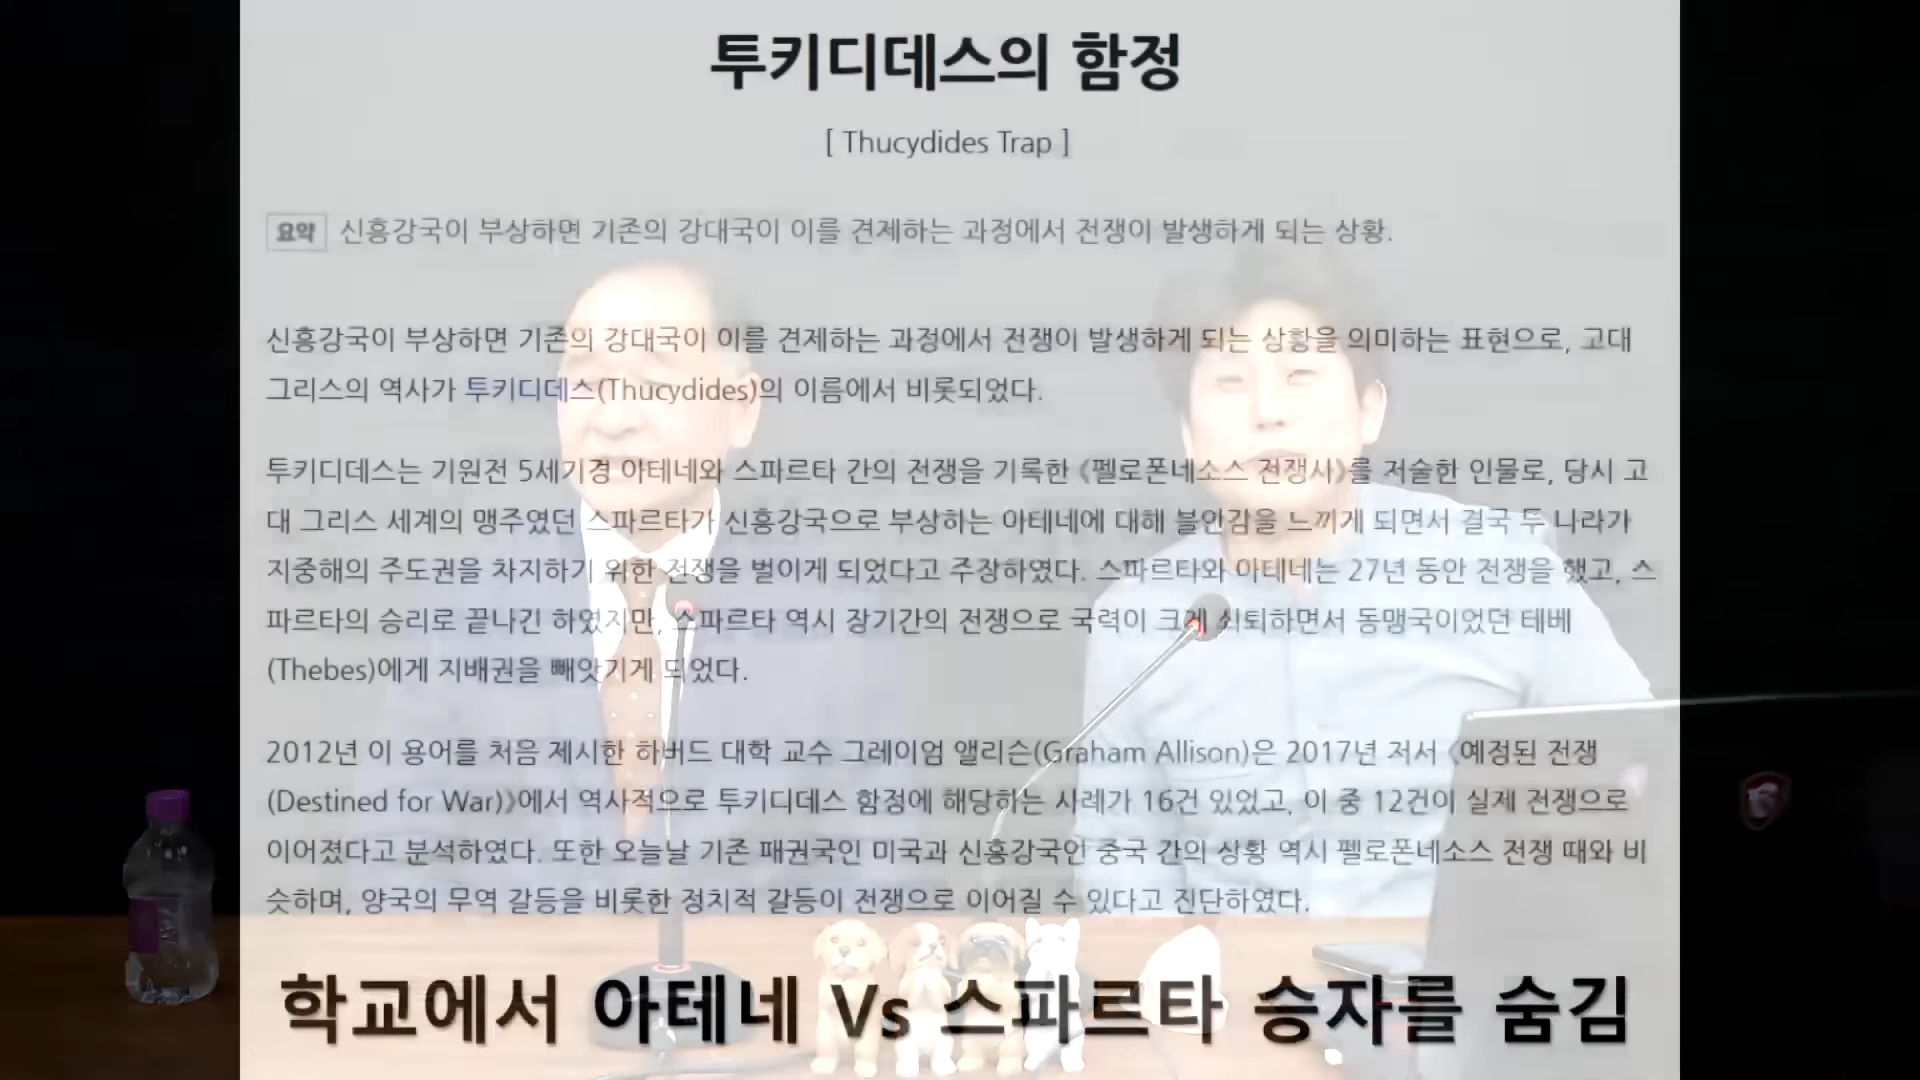 투키디데스의 함정
[ Thucydides Trap ]
요약 신흥강국이 부상하면 기존의 강대국이 이를 견제하는 과정에서 전쟁이 발생하게 되는 상황.
신흥강국이 부상하면 기존의 강대국이 이를 견제하는 과정에서 전쟁이 발생하게 되는 상황을 의미하는 표현으로, 고대
그리스의 역사가 투키디데스(Thucydides)의 이름에서 비롯되었다.
투키디데스는 기원전 5세기경 아테네와 스파르타 간의 전쟁을 기록한 《펠로폰네소스 전쟁사》를 저술한 인물로, 당시 고
대 그리스 세계의 맹주였던 스파르타가 신흥강국으로 부상하는 아테네에 대해 불안감을 느끼게 되면서 결국 두 나라가
지중해의 주도권을 차지하기 위한 전쟁을 벌이게 되었다고 주장하였다. 스파르타와 아테네는 27년 동안 전쟁을 했고, 스
파르타의 승리로 끝나긴 하였지만, 스파르타 역시 장기간의 전쟁으로 국력이 크게 쇠퇴하면서 동맹국이었던 테베
(Thebes)에게 지배권을 빼앗기게 되었다.
2012년 이 용어를 처음 제시한 하버드 대학 교수 그레이엄 앨리슨(Graham Allison)은 2017년 저서 《예정된 전쟁
(Destined for War)》에서 역사적으로 투키디데스 함정에 해당하는 사례가 16건 있었고, 이 중 12건이 실제 전쟁으로
이어졌다고 분석하였다. 또한 오늘날 기존 패권국인 미국과 신흥강국인 중국 간의 상황 역시 펠로폰네소스 전쟁 때와 비
슷하며, 양국의 무역 갈등을 비롯한 정치적 갈등이 전쟁으로 이어질 수 있다고 진단하였다.
학교에서 아테네 Vs 스파르타 승자를 숨김